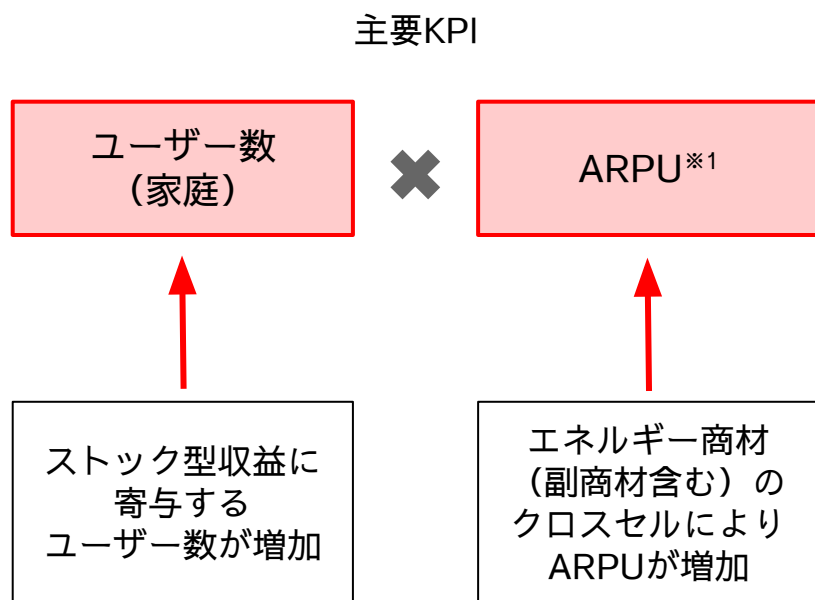 主要KPI
ユーザー数
（家庭）
ARPU※1
ストック型収益に
寄与する
ユーザー数が増加
エネルギー商材
（副商材含む）の
クロスセルにより
ARPUが増加